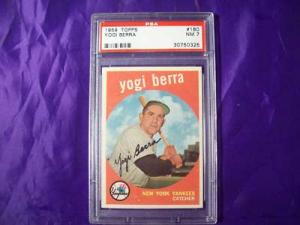 PSA
1959 TOPPS #180
YOGI BERRA NM 7
30750325
yogi berra
Yogi Berra
NEW YORK YANKEES
CATCHER